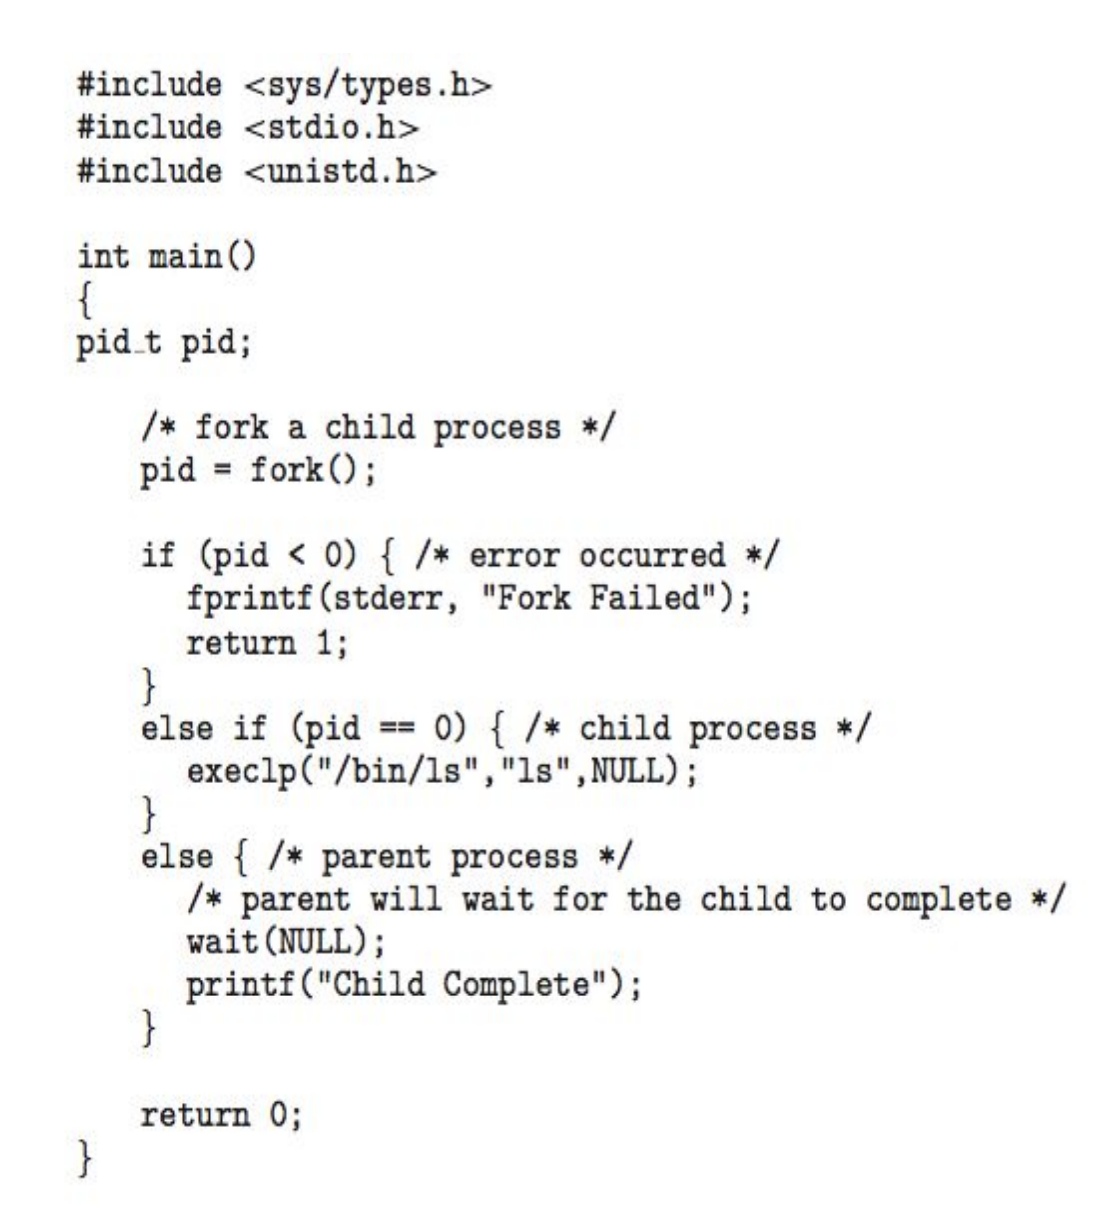 #include <sys/types.h>
#include <stdio.h>
#include <unistd.h>
int main()
{
pid_t pid;
/* fork a child process */
pid = fork();
if (pid < 0) { /* error occurred */
fprintf(stderr, "Fork Failed");
return 1;
}
else if (pid == 0) { /* child process */
execlp("/bin/ls","ls",NULL);
}
else { /* parent process */
/* parent will wait for the child to complete */
wait(NULL);
printf("Child Complete");
}
return 0;
}